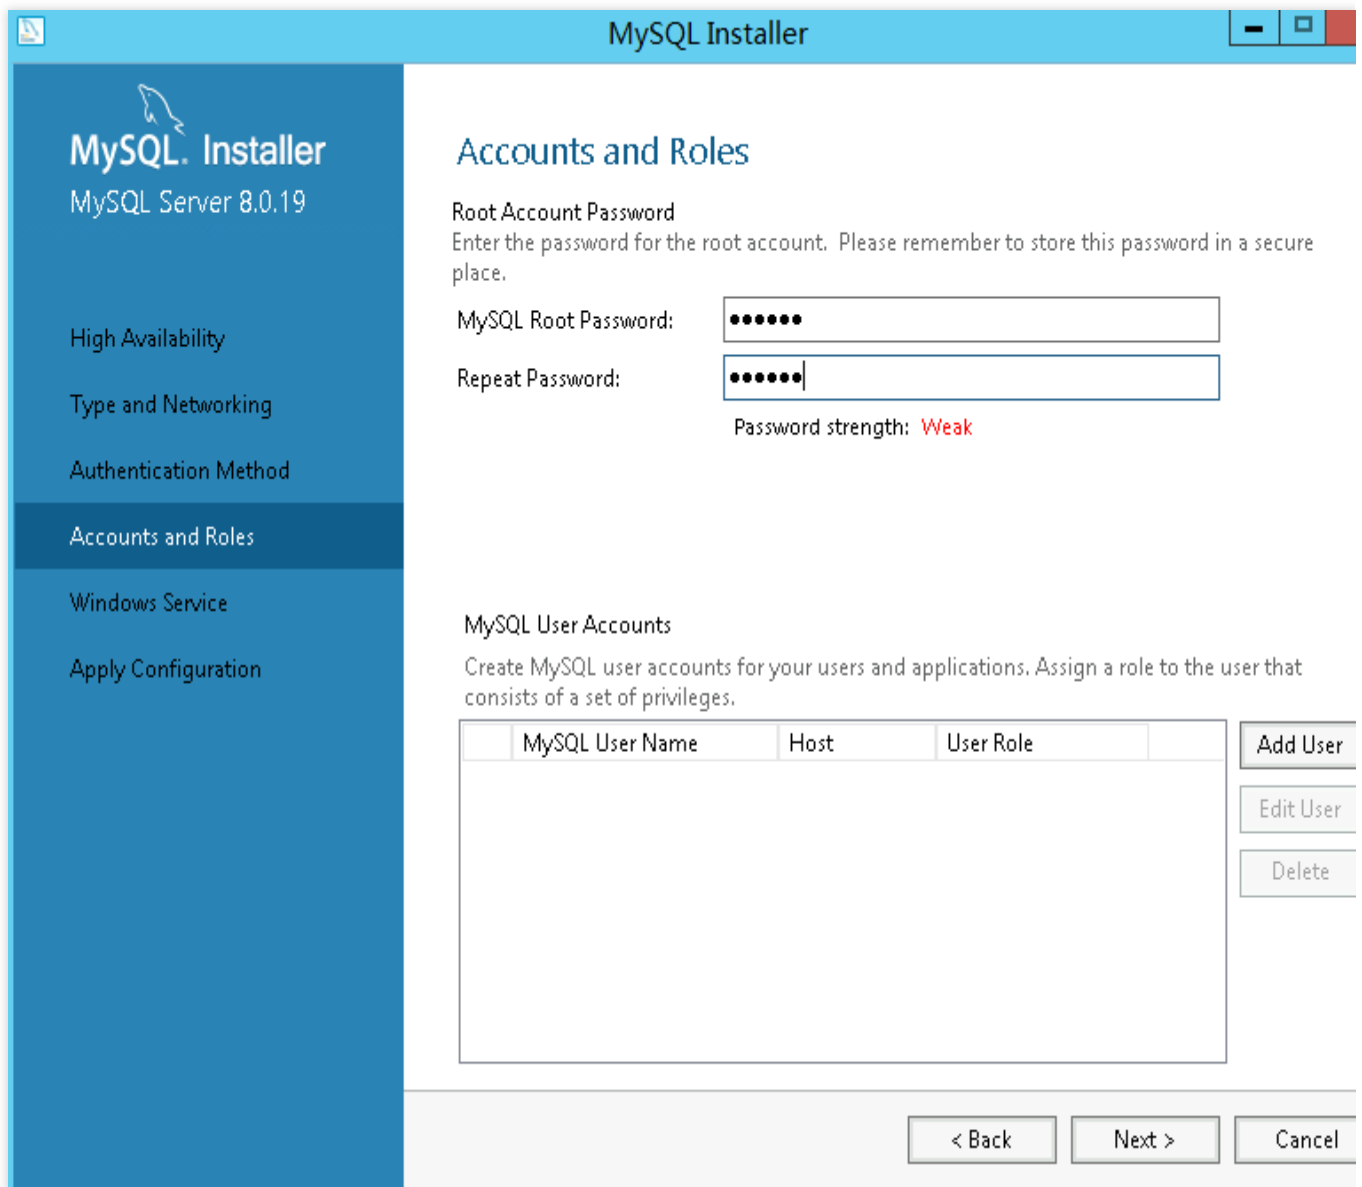 MySQL Installer
MySQL. Installer
MySQL Server 8.0.19
High Availability
Type and Networking
Authentication Method
Accounts and Roles
Windows Service
Apply Configuration
Accounts and Roles
Root Account Password
Enter the password for the root account.  Please remember to store this password in a secure
place.
MySQL Root Password: ●●●●●●
Repeat Password: ●●●●●●
Password strength: Weak
MySQL User Accounts
Create MySQL user accounts for your users and applications. Assign a role to the user that
consists of a set of privileges.
MySQL User Name Host User Role
Add User
Edit User
Delete
< Back Next > Cancel